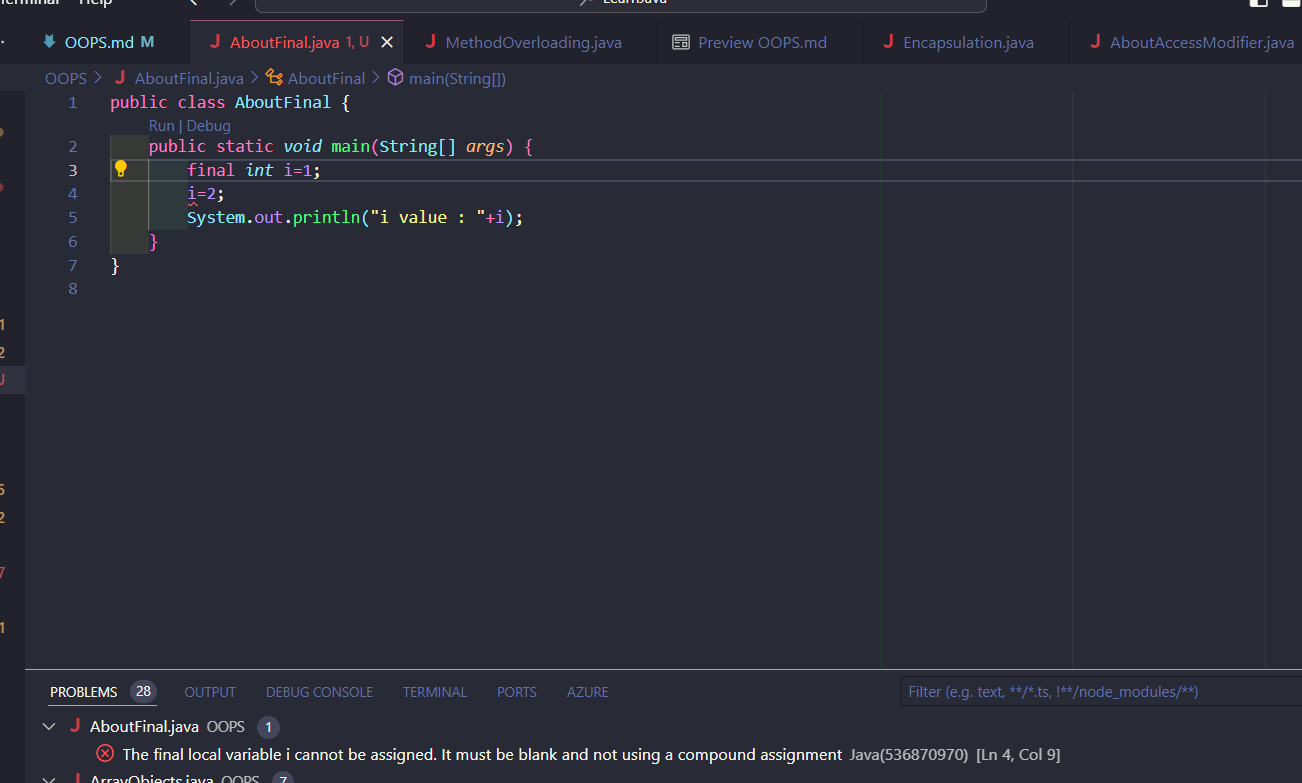 Terminal Help
LearnJava
OOPS.md M
AboutFinal.java 1, U
MethodOverloading.java
Preview OOPS.md
Encapsulation.java
AboutAccessModifier.java
OOPS > AboutFinal.java > AboutFinal > main(String[])
1 public class AboutFinal {
Run | Debug
2 public static void main(String[] args) {
3 final int i=1;
4 i=2;
5 System.out.println("i value : "+i);
6 }
7 }
8
1
2
U
5
2
7
1
PROBLEMS 28 OUTPUT DEBUG CONSOLE TERMINAL PORTS AZURE
Filter (e.g. text, **/*.ts, !**/node_modules/**)
AboutFinal.java OOPS 1
The final local variable i cannot be assigned. It must be blank and not using a compound assignment Java(536870970) [Ln 4, Col 9]
ArrayObjects.java OOPS 7